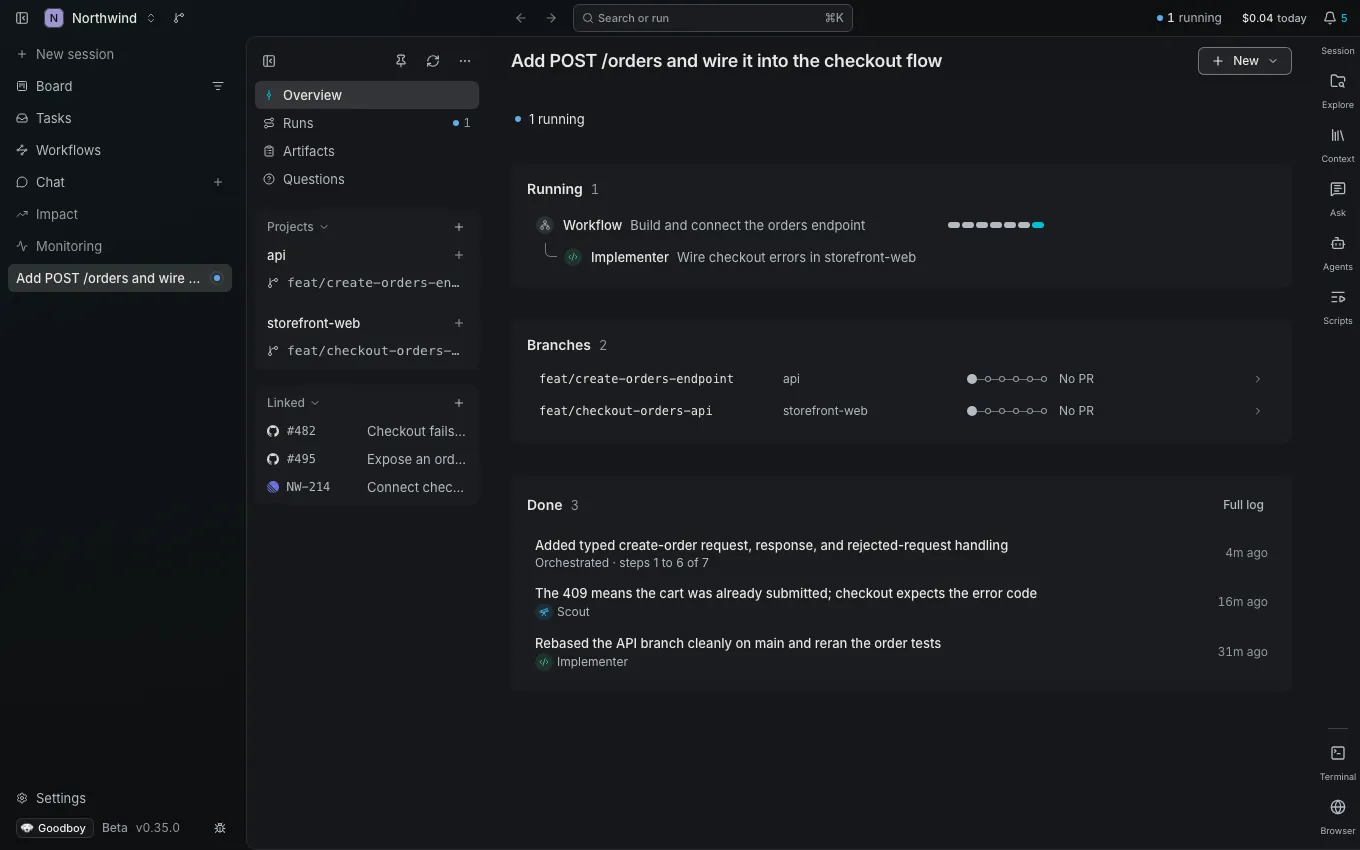 N Northwind
Search or run ⌘K
1 running $0.04 today 5
New session
Board
Tasks
Workflows
Chat
Impact
Monitoring
Add POST /orders and wire ...
Settings
Goodboy Beta v0.35.0
Overview
Runs 1
Artifacts
Questions
Projects
api
feat/create-orders-en…
storefront-web
feat/checkout-orders-…
Linked
#482 Checkout fails...
#495 Expose an ord...
NW-214 Connect chec...
Add POST /orders and wire it into the checkout flow
New
1 running
Running 1
Workflow Build and connect the orders endpoint
Implementer Wire checkout errors in storefront-web
Branches 2
feat/create-orders-endpoint api No PR
feat/checkout-orders-api storefront-web No PR
Done 3 Full log
Added typed create-order request, response, and rejected-request handling
Orchestrated · steps 1 to 6 of 7
4m ago
The 409 means the cart was already submitted; checkout expects the error code
Scout
16m ago
Rebased the API branch cleanly on main and reran the order tests
Implementer
31m ago
Session
Explore
Context
Ask
Agents
Scripts
Terminal
Browser